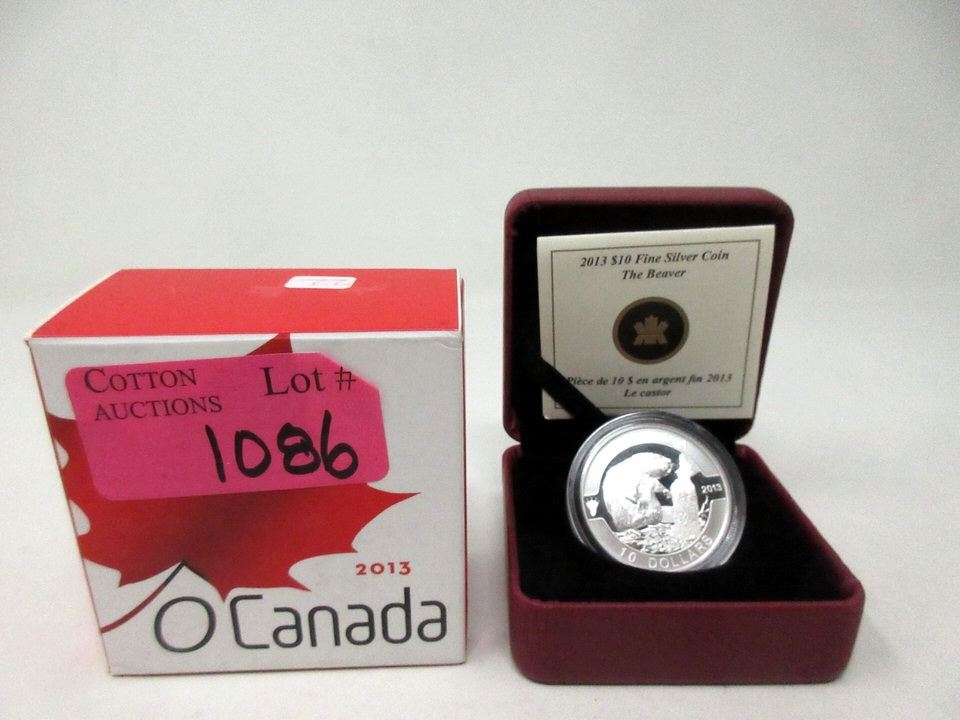 COTTON
AUCTIONS
Lot #
1086
2013
O Canada
2013 $10 Fine Silver Coin
The Beaver
Pièce de 10 $ en argent fin 2013
Le castor
2013
10 DOLLARS